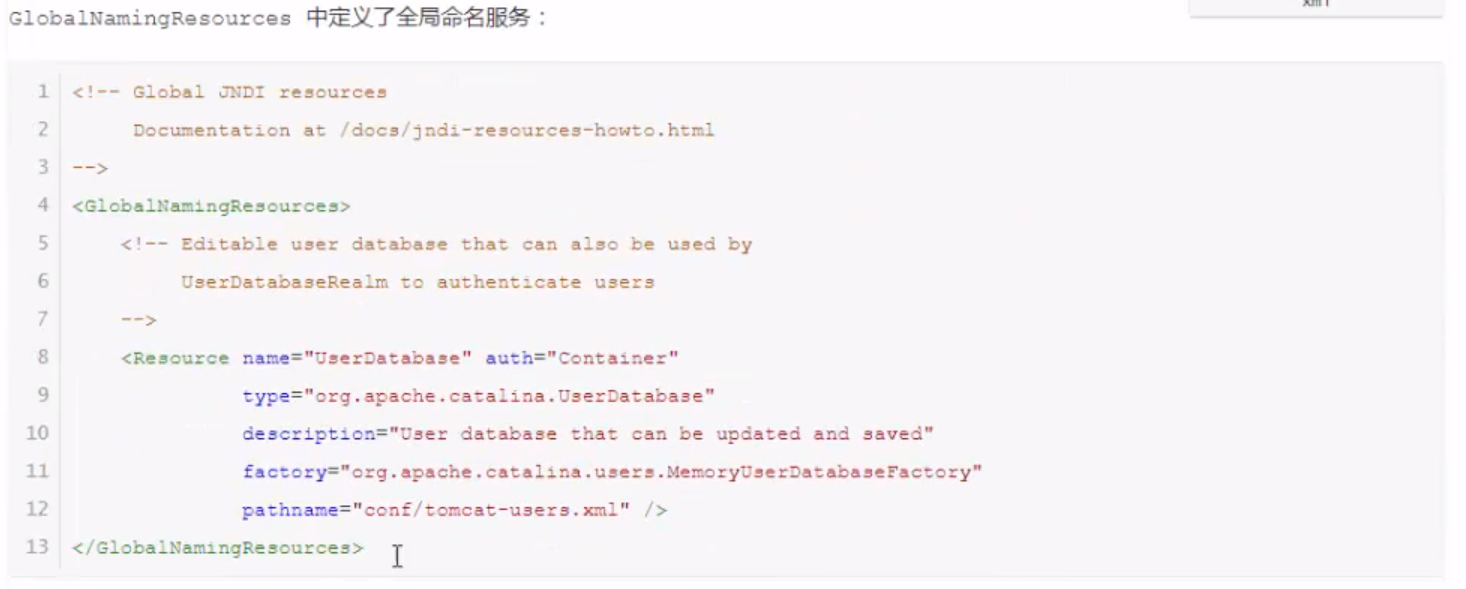 GlobalNamingResources 中定义了全局命名服务：
1 <!-- Global JNDI resources
2 Documentation at /docs/jndi-resources-howto.html
3 -->
4 <GlobalNamingResources>
5 <!-- Editable user database that can also be used by
6 UserDatabaseRealm to authenticate users
7 -->
8 <Resource name="UserDatabase" auth="Container"
9 type="org.apache.catalina.UserDatabase"
10 description="User database that can be updated and saved"
11 factory="org.apache.catalina.users.MemoryUserDatabaseFactory"
12 pathname="conf/tomcat-users.xml" />
13 </GlobalNamingResources>